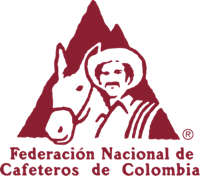 ®
Federación Nacional de
Cafeteros de Colombia